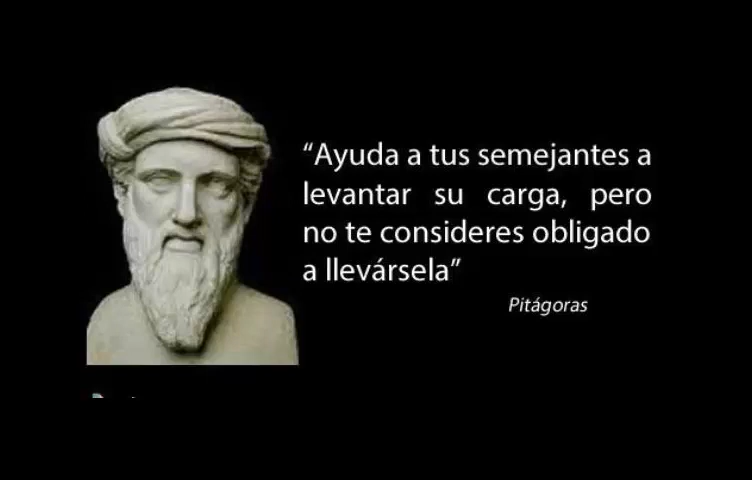 “Ayuda a tus semejantes a
levantar su carga, pero
no te consideres obligado
a llevársela”
Pitágoras